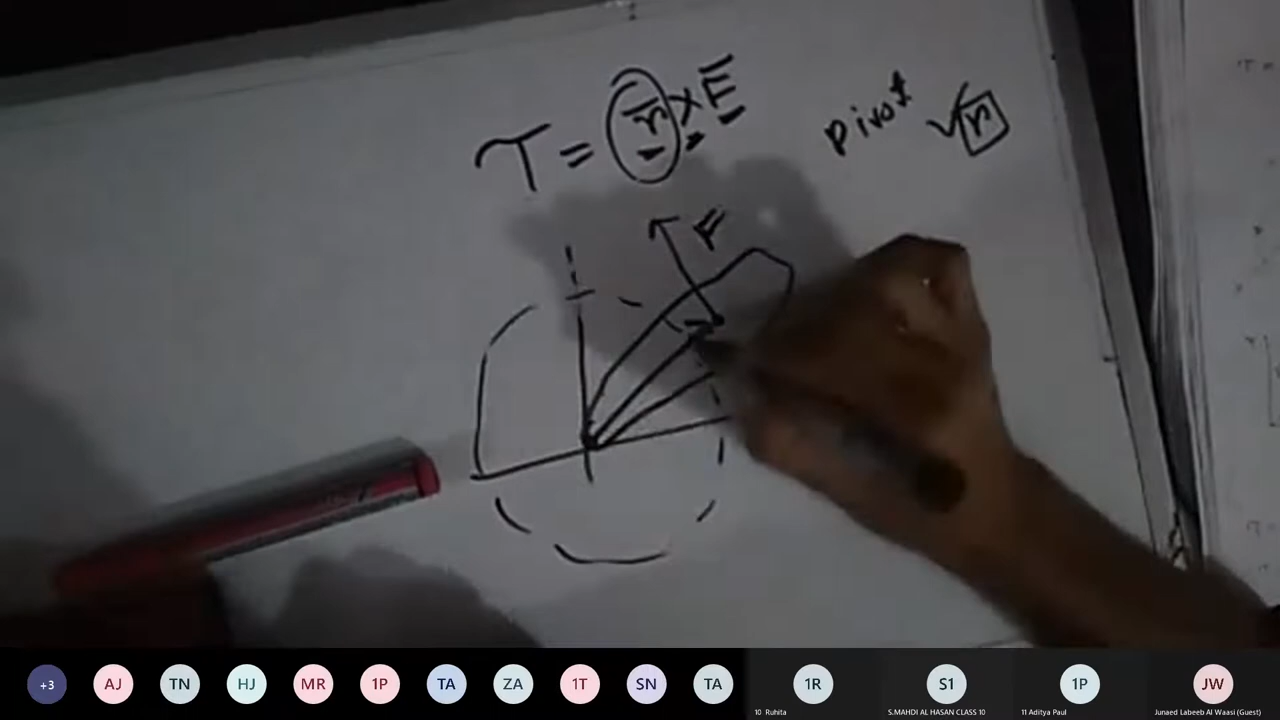 τ = r̅ × F
pivot r
F
+3 AJ TN HJ MR 1P TA ZA 1T SN TA 1R S1 1P JW
10 Ruhita S.MAHDI AL HASAN CLASS 10 11 Aditya Paul Junaed Labeeb Al Waasi (Guest)